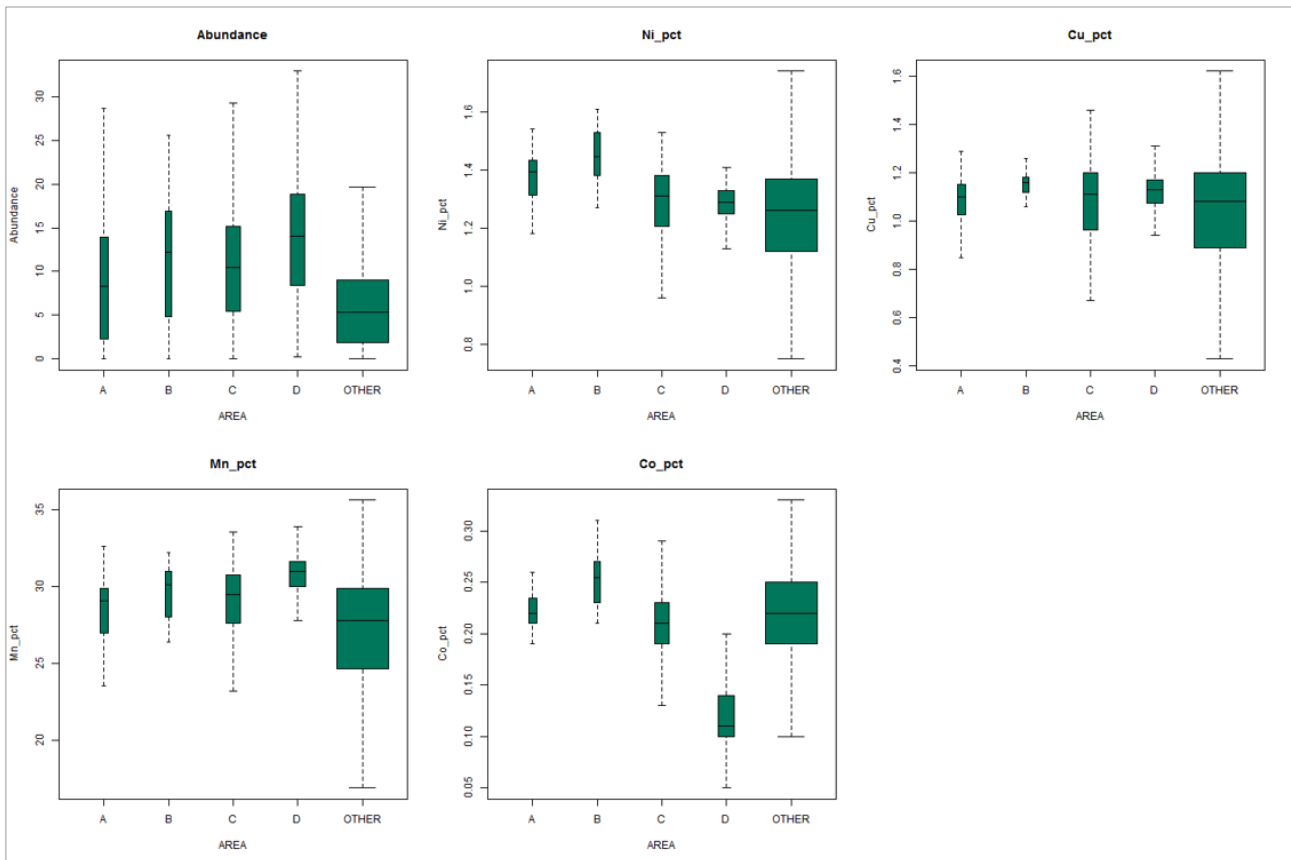 Abundance
Abundance
30
25
20
15
10
5
0
A B C D OTHER
AREA
Ni_pct
Ni_pct
1.6
1.4
1.2
1.0
0.8
A B C D OTHER
AREA
Cu_pct
Cu_pct
1.6
1.4
1.2
1.0
0.8
0.6
0.4
A B C D OTHER
AREA
Mn_pct
Mn_pct
35
30
25
20
A B C D OTHER
AREA
Co_pct
Co_pct
0.30
0.25
0.20
0.15
0.10
0.05
A B C D OTHER
AREA